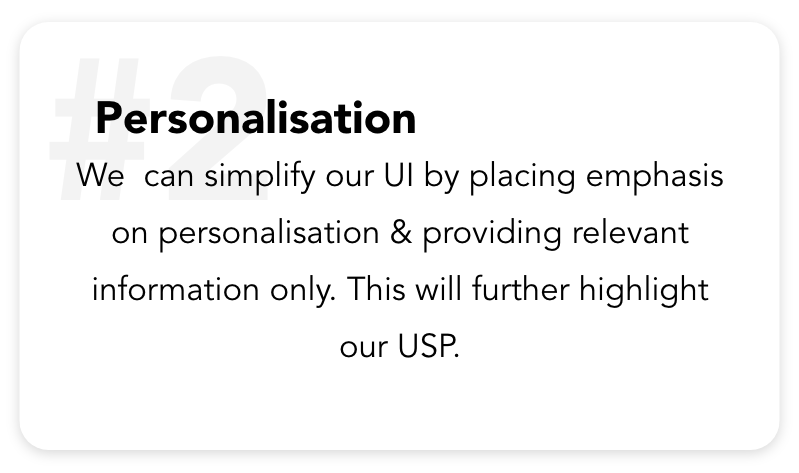 #2
Personalisation
We  can simplify our UI by placing emphasis
on personalisation & providing relevant
information only. This will further highlight
our USP.